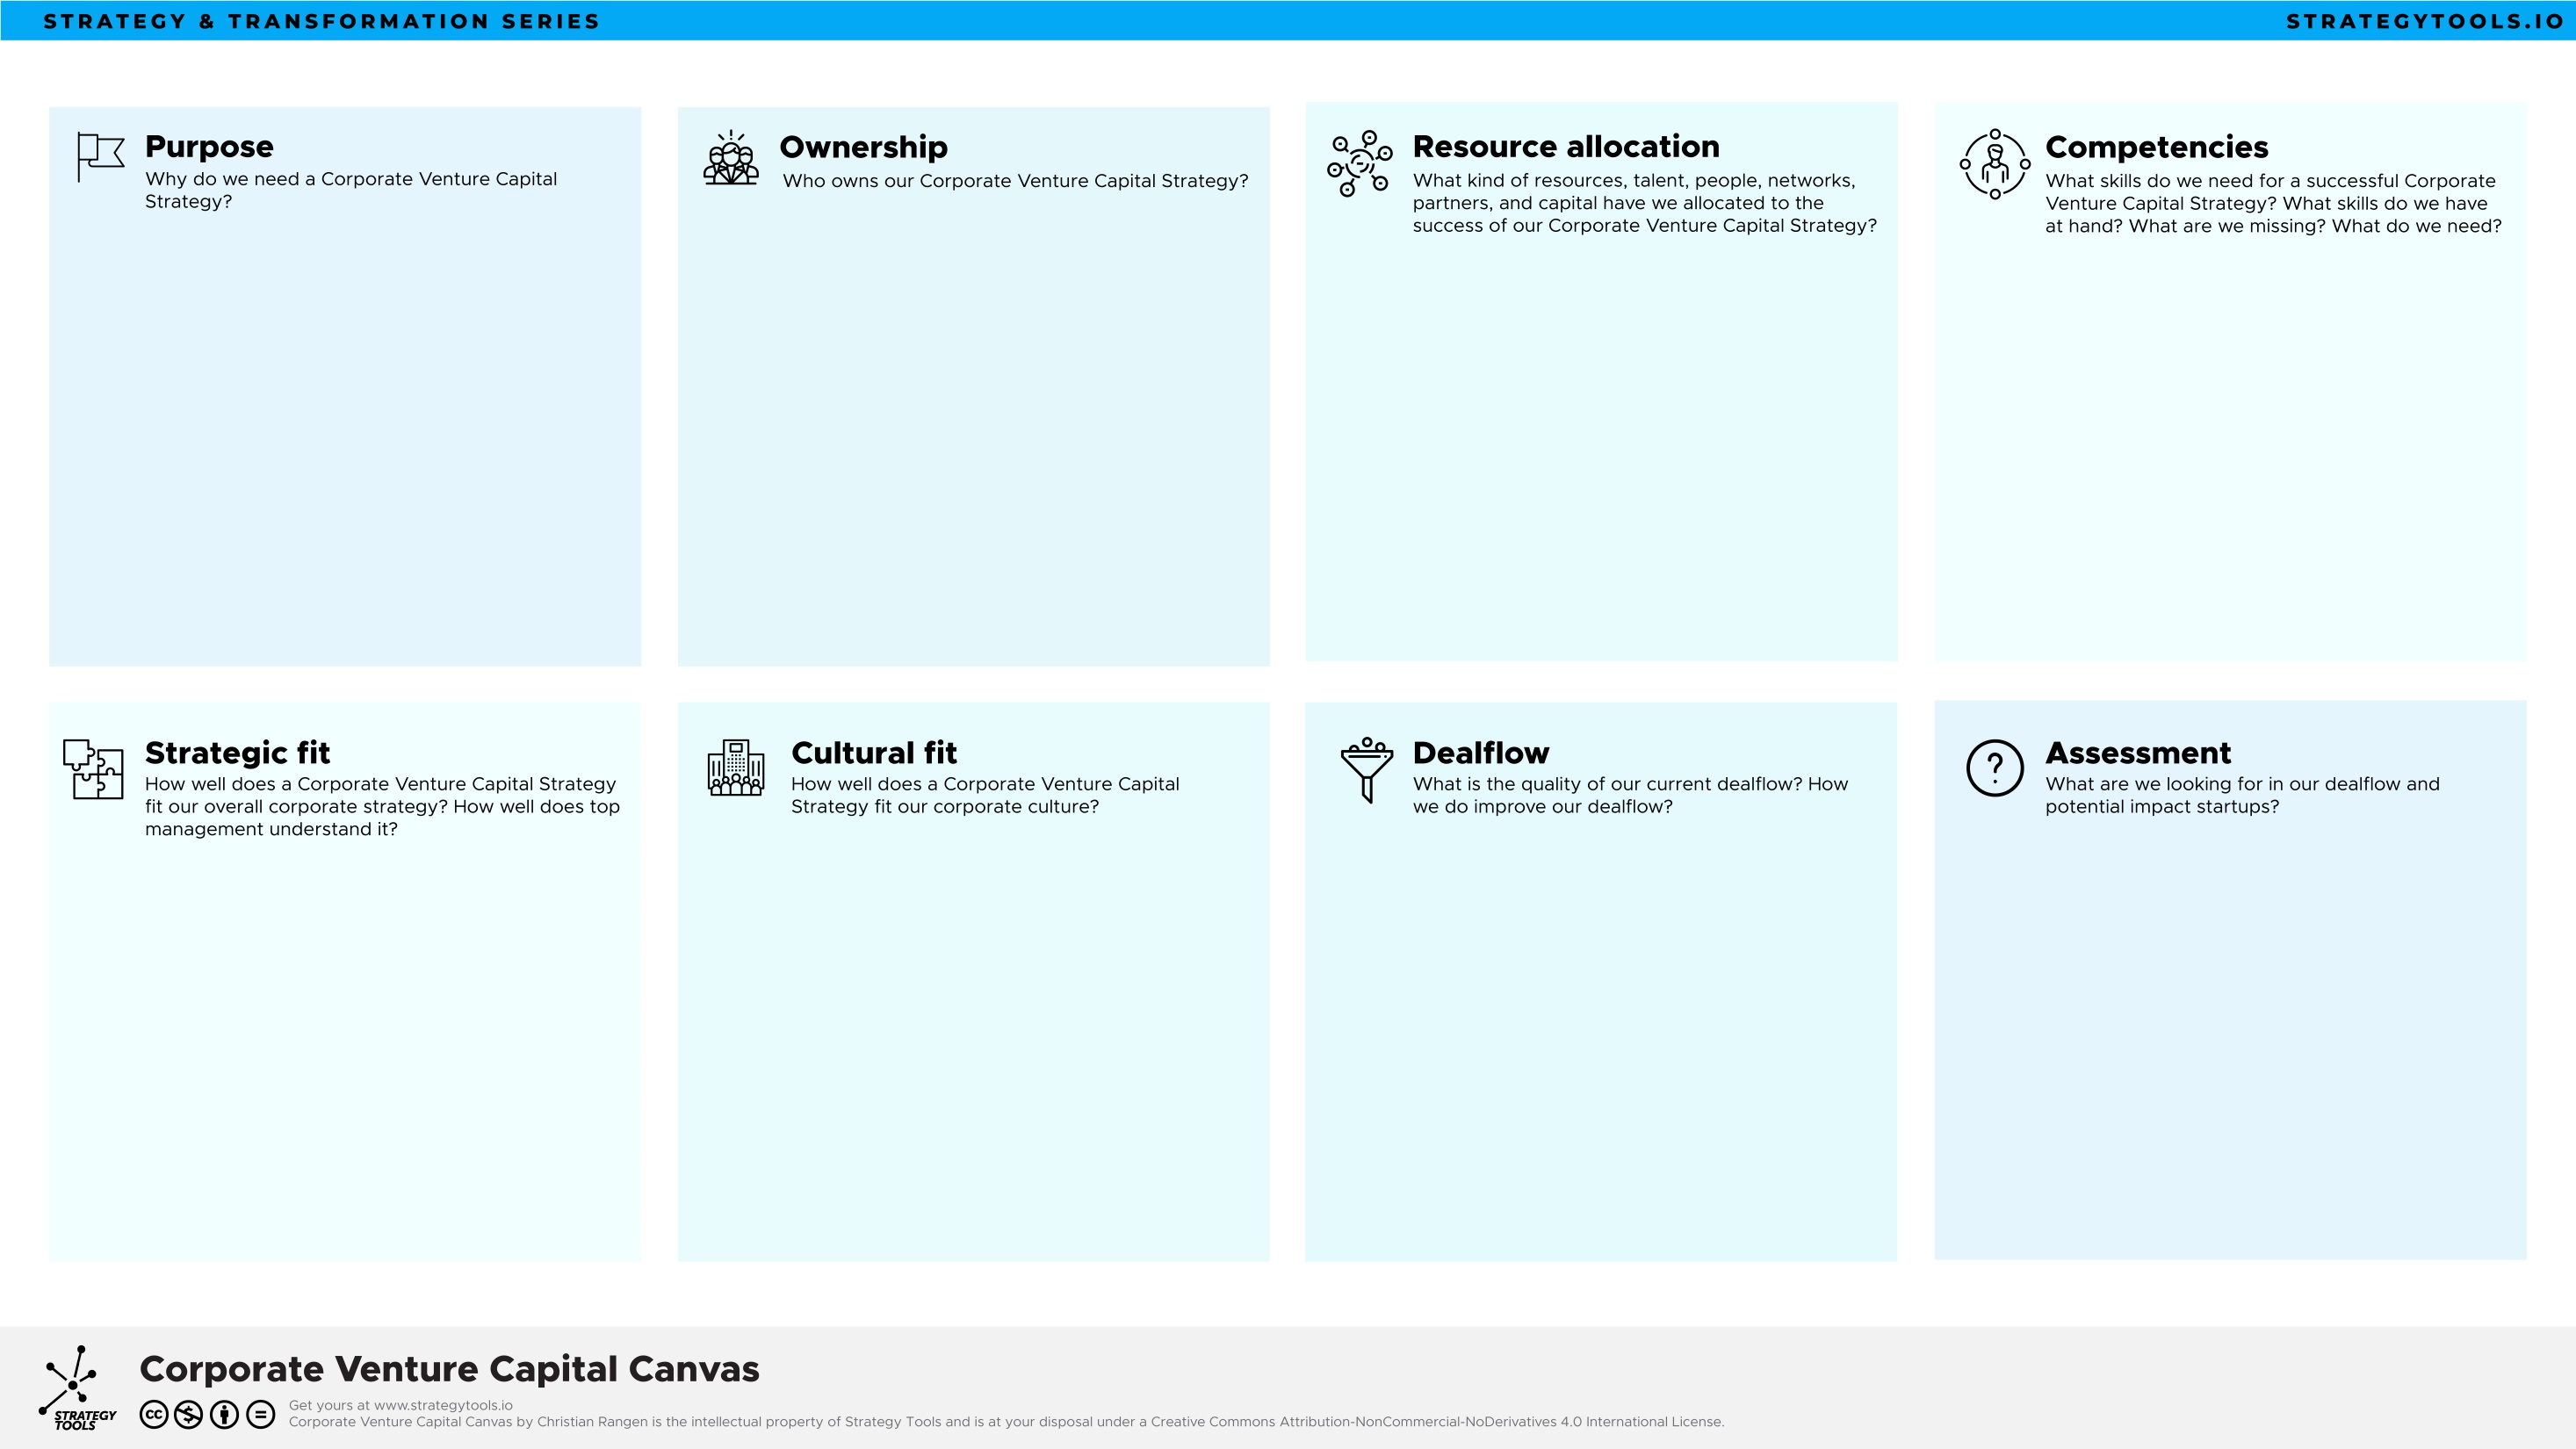 STRATEGY & TRANSFORMATION SERIES
STRATEGYTOOLS.IO
Purpose
Why do we need a Corporate Venture Capital
Strategy?
Ownership
Who owns our Corporate Venture Capital Strategy?
Resource allocation
What kind of resources, talent, people, networks,
partners, and capital have we allocated to the
success of our Corporate Venture Capital Strategy?
Competencies
What skills do we need for a successful Corporate
Venture Capital Strategy? What skills do we have
at hand? What are we missing? What do we need?
Strategic fit
How well does a Corporate Venture Capital Strategy
fit our overall corporate strategy? How well does top
management understand it?
Cultural fit
How well does a Corporate Venture Capital
Strategy fit our corporate culture?
Dealflow
What is the quality of our current dealflow? How
we do improve our dealflow?
Assessment
What are we looking for in our dealflow and
potential impact startups?
STRATEGY
TOOLS
Corporate Venture Capital Canvas
cc
Get yours at www.strategytools.io
Corporate Venture Capital Canvas by Christian Rangen is the intellectual property of Strategy Tools and is at your disposal under a Creative Commons Attribution-NonCommercial-NoDerivatives 4.0 International License.